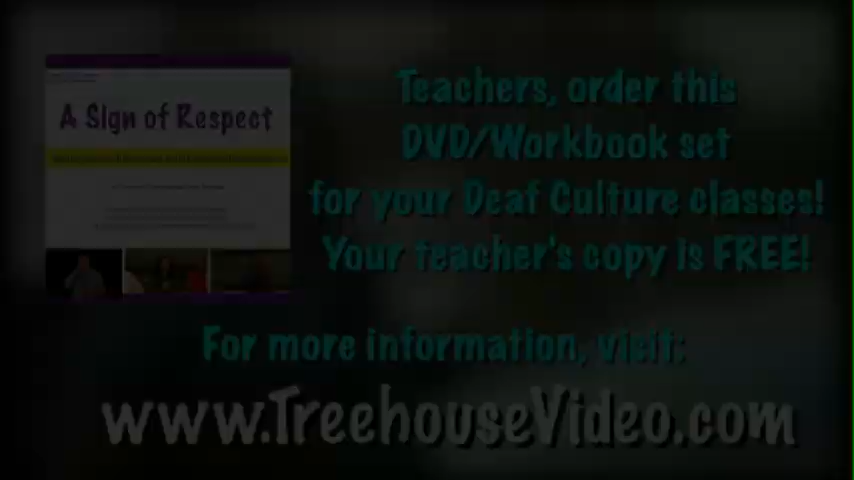 A Sign of Respect
Teachers, order this
DVD/Workbook set
for your Deaf Culture classes!
Your teacher's copy is FREE!
For more information, visit:
www.TreehouseVideo.com